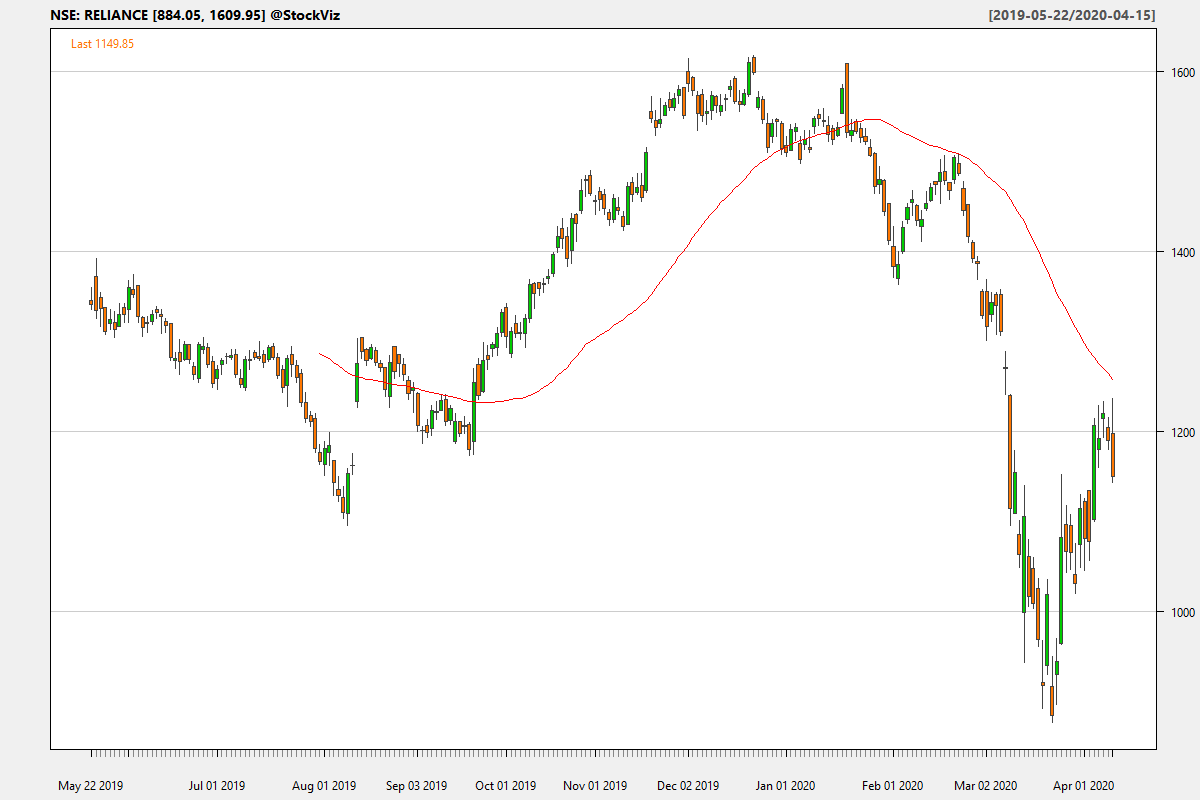 NSE: RELIANCE [884.05, 1609.95] @StockViz
[2019-05-22/2020-04-15]
Last 1149.85
1600
1400
1200
1000
May 22 2019 Jul 01 2019 Aug 01 2019 Sep 03 2019 Oct 01 2019 Nov 01 2019 Dec 02 2019 Jan 01 2020 Feb 01 2020 Mar 02 2020 Apr 01 2020